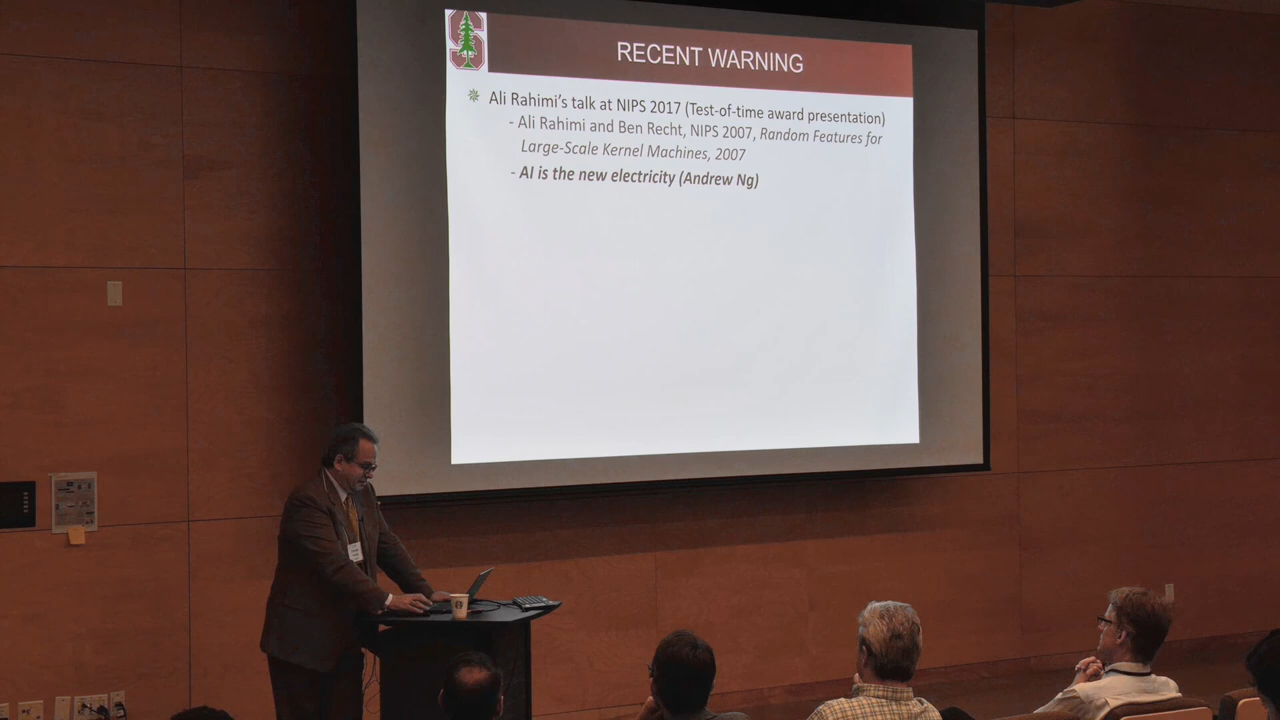 RECENT WARNING
Ali Rahimi's talk at NIPS 2017 (Test-of-time award presentation)
- Ali Rahimi and Ben Recht, NIPS 2007, Random Features for
Large-Scale Kernel Machines, 2007
- AI is the new electricity (Andrew Ng)